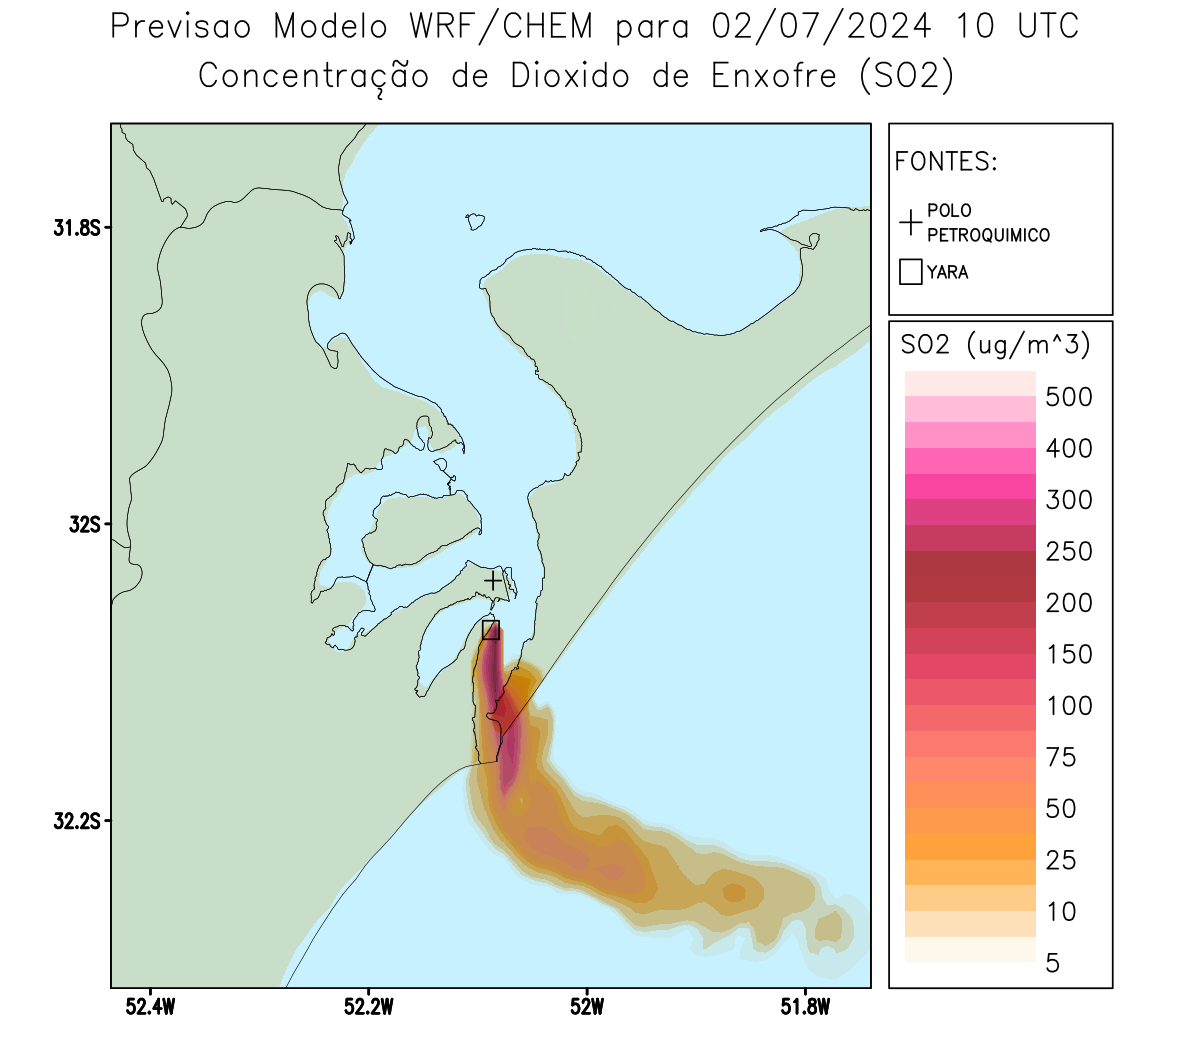 Previsao Modelo WRF/CHEM para 02/07/2024 10 UTC
Concentração de Dioxido de Enxofre (SO2)
FONTES:
POLO
PETROQUIMICO
YARA
SO2 (ug/m^3)
500
400
300
250
200
150
100
75
50
25
10
5
31.8S
32S
32.2S
52.4W
52.2W
52W
51.8W